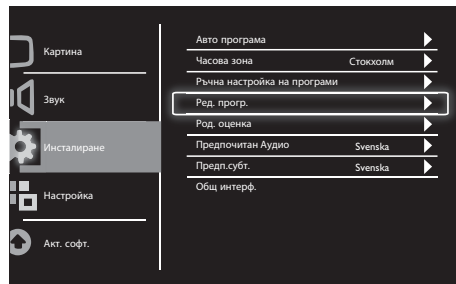 Картина
Звук
Инсталиране
Настройка
Акт. софт.
Авто програма
Часова зона Стокхолм
Ръчна настройка на програми
Ред. прогр.
Род. оценка
Предпочитан Аудио Svenska
Предп.субт. Svenska
Общ интерф.